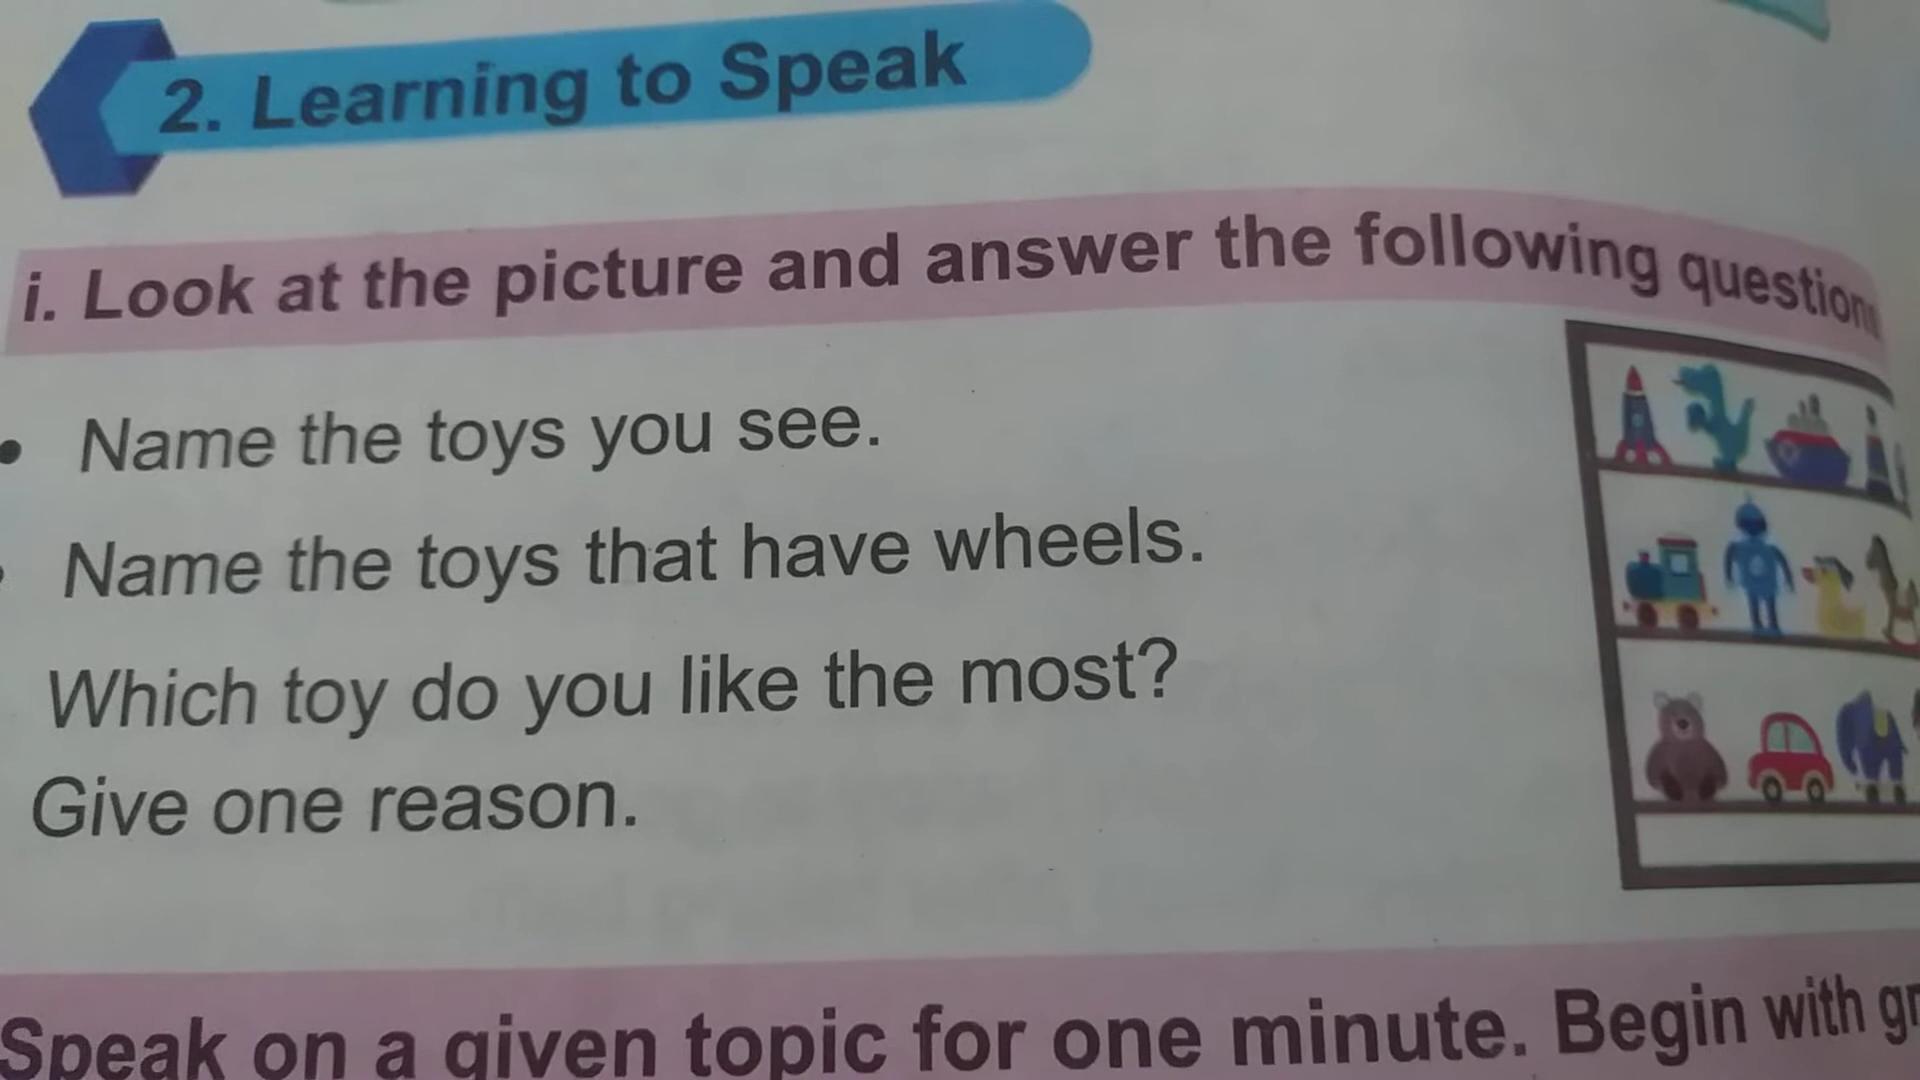 2. Learning to Speak
i. Look at the picture and answer the following question
• Name the toys you see.
Name the toys that have wheels.
Which toy do you like the most?
Give one reason.
Speak on a given topic for one minute. Begin with